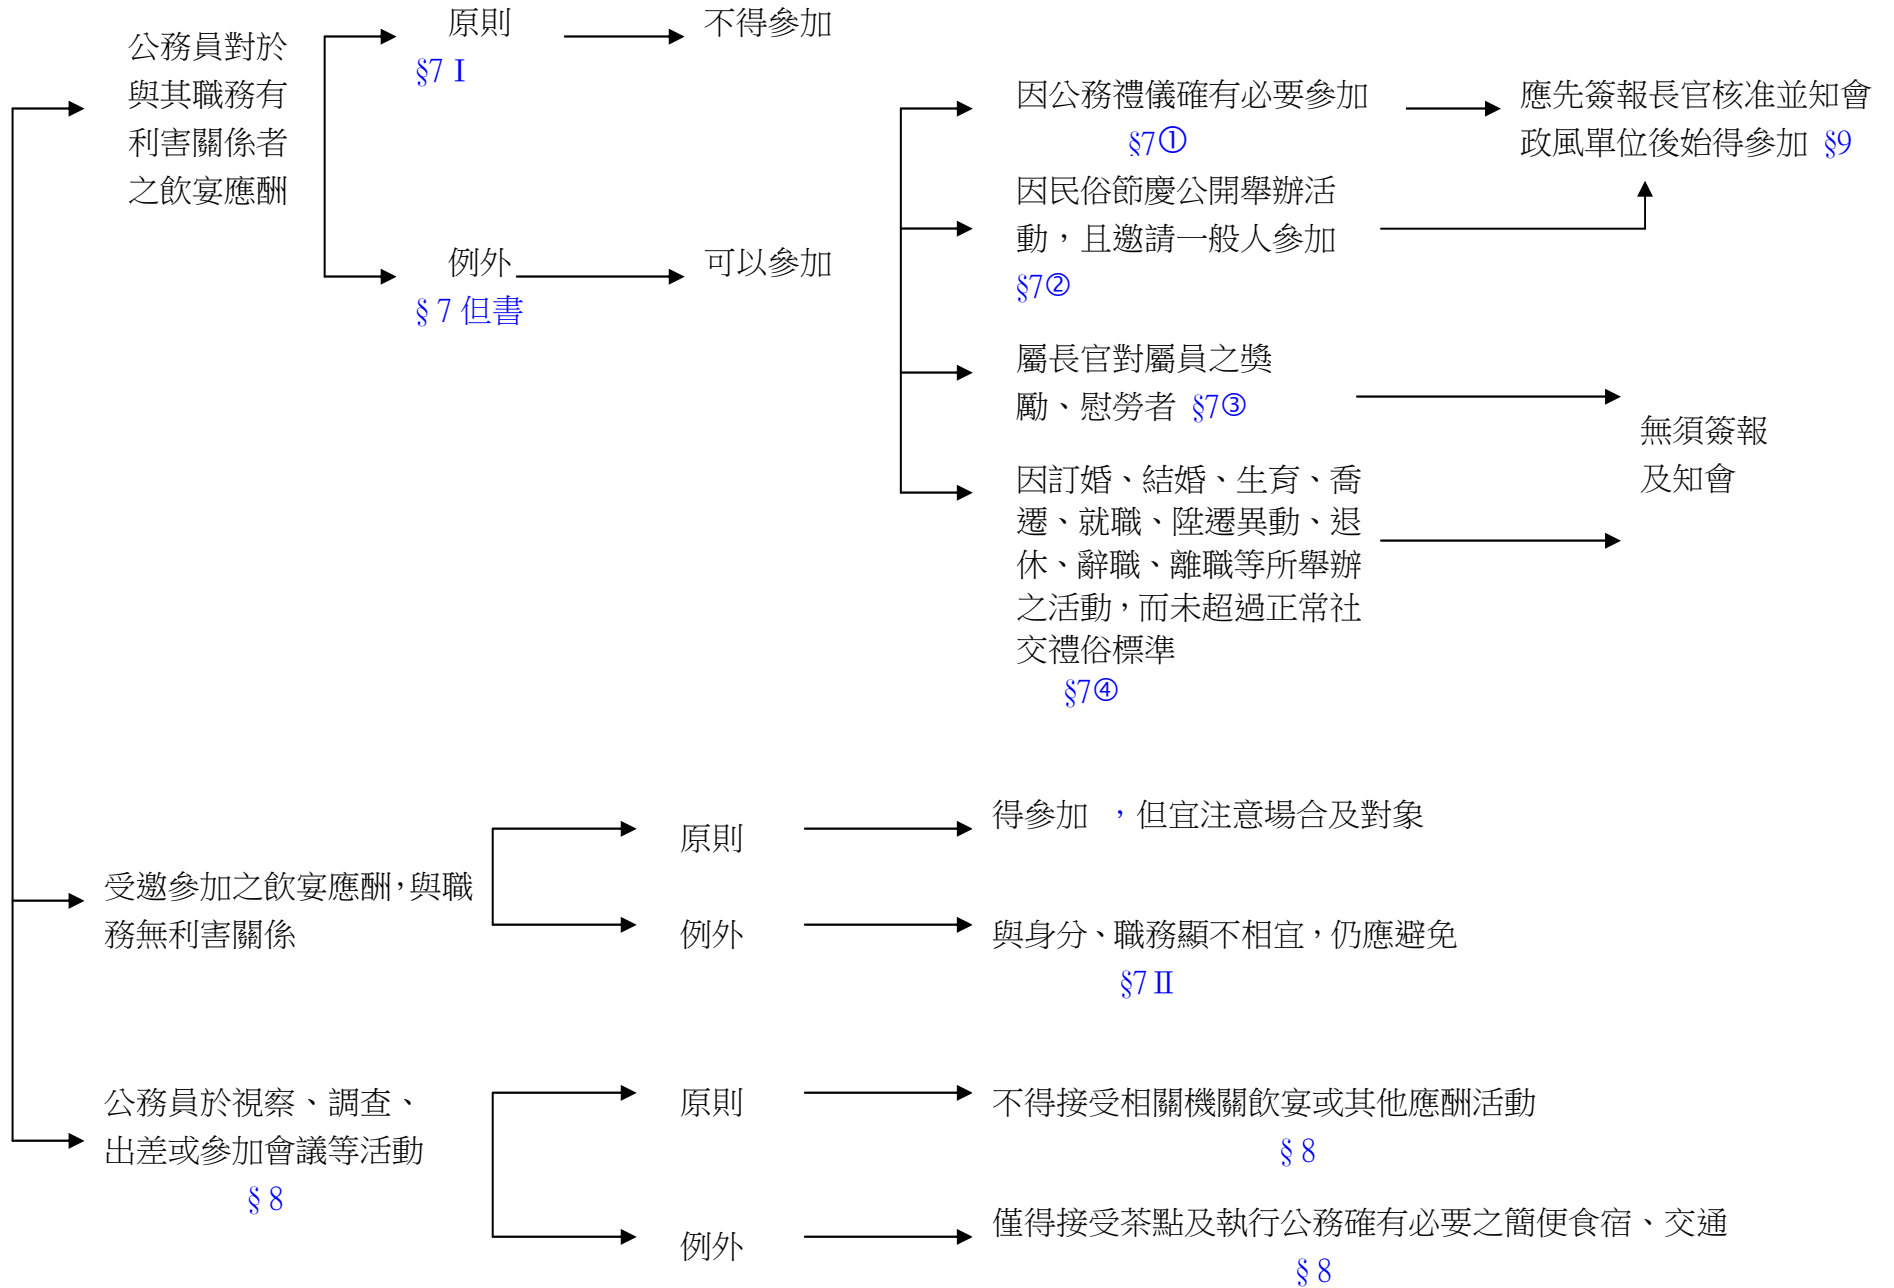 公務員對於
與其職務有
利害關係者
之飲宴應酬
原則
§7 I
不得參加
例外
§ 7 但書
可以參加
因公務禮儀確有必要參加
§7①
應先簽報長官核准並知會
政風單位後始得參加 §9
因民俗節慶公開舉辦活
動，且邀請一般人參加
§7②
屬長官對屬員之獎
勵、慰勞者 §7③
無須簽報
及知會
因訂婚、結婚、生育、喬
遷、就職、陞遷異動、退
休、辭職、離職等所舉辦
之活動，而未超過正常社
交禮俗標準
§7④
受邀參加之飲宴應酬，與職
務無利害關係
原則
得參加 ，但宜注意場合及對象
例外
與身分、職務顯不相宜，仍應避免
§7 II
公務員於視察、調查、
出差或參加會議等活動
§ 8
原則
不得接受相關機關飲宴或其他應酬活動
§ 8
例外
僅得接受茶點及執行公務確有必要之簡便食宿、交通
§ 8